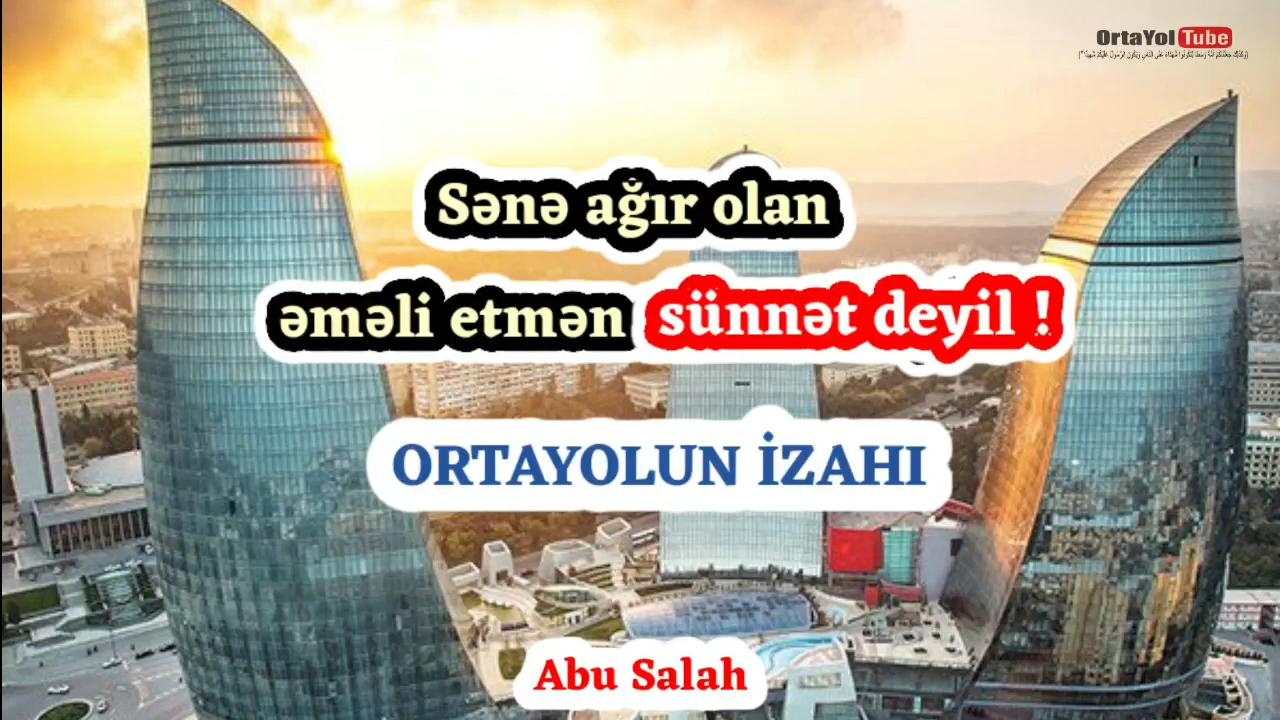 OrtaYol Tube
Sənə ağır olan
əməli etmən sünnət deyil !
ORTAYOLUN İZAHI
Abu Salah